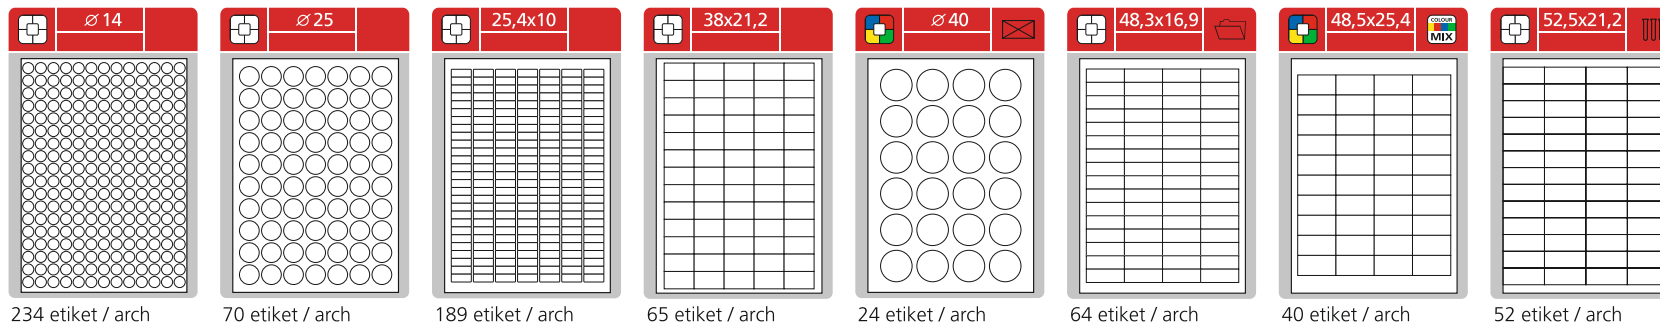 ⌀ 14
234 etiket / arch
⌀ 25
70 etiket / arch
25,4x10
189 etiket / arch
38x21,2
65 etiket / arch
⌀ 40
24 etiket / arch
48,3x16,9
64 etiket / arch
48,5x25,4
COLOUR
MIX
40 etiket / arch
52,5x21,2
52 etiket / arch